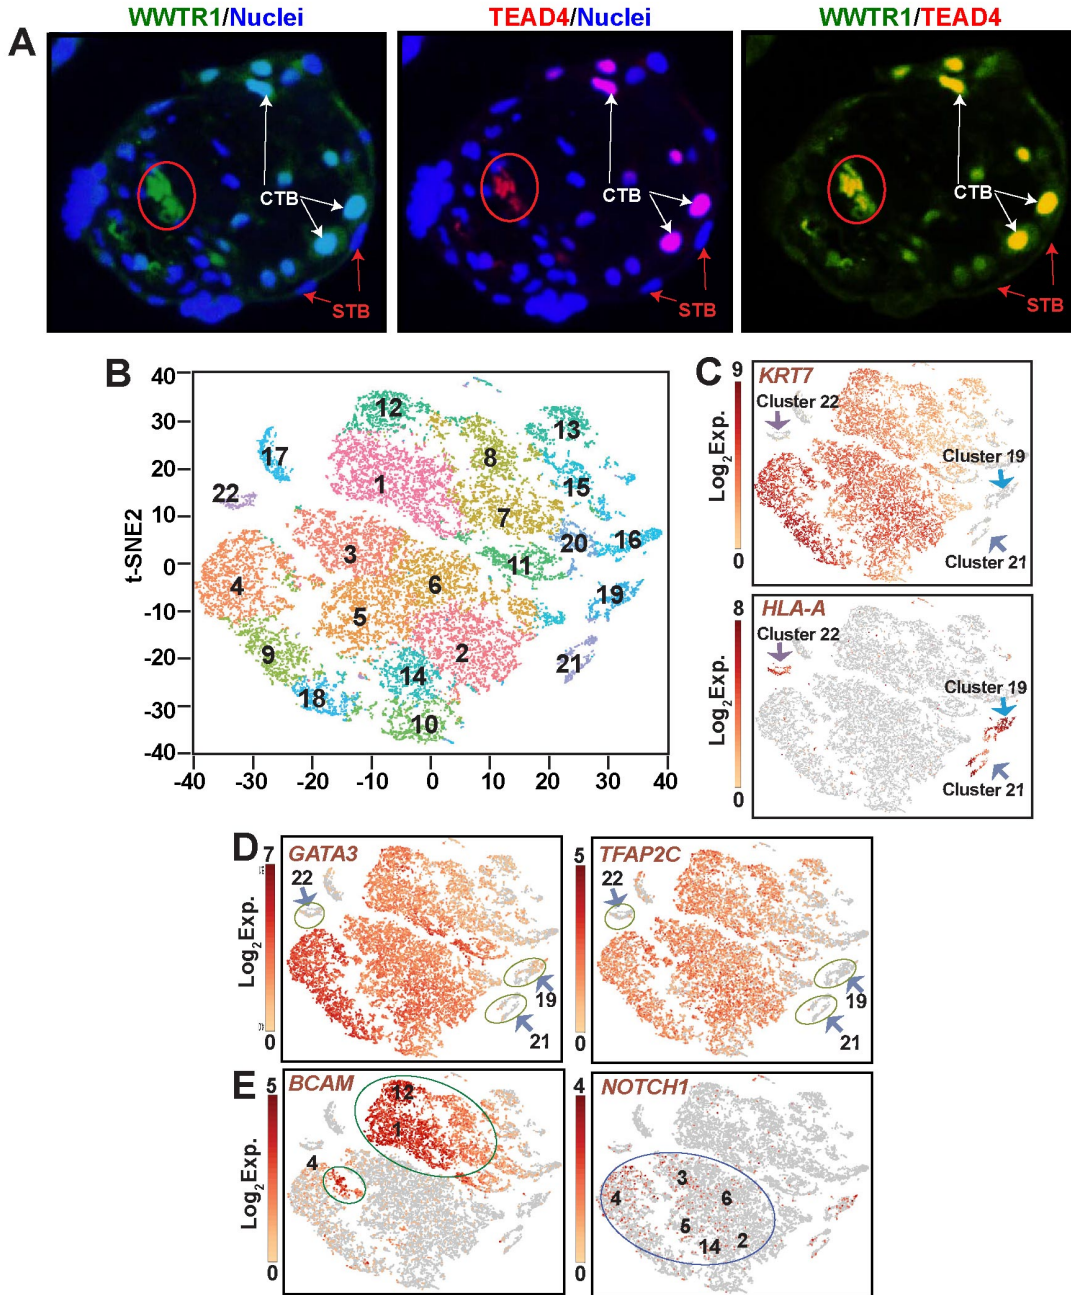 WWTR1/Nuclei
TEAD4/Nuclei
WWTR1/TEAD4
A
CTB
STB
CTB
STB
CTB
STB
B
t-SNE2
40
30
20
10
0
-10
-20
-30
-40
-40
-30
-20
-10
0
10
20
30
40
12
13
17
8
1
15
22
7
20
16
3
11
4
6
19
5
9
2
21
14
18
10
C
9
KRT7
Cluster 22
Log2Exp.
Cluster 19
0
Cluster 21
8
HLA-A
Cluster 22
Log2Exp.
Cluster 19
0
Cluster 21
D
7
GATA3
22
Log2Exp.
19
0
21
5
TFAP2C
22
19
0
21
E
5
BCAM
12
1
4
Log2Exp.
0
4
NOTCH1
3
4
6
5
2
14
0